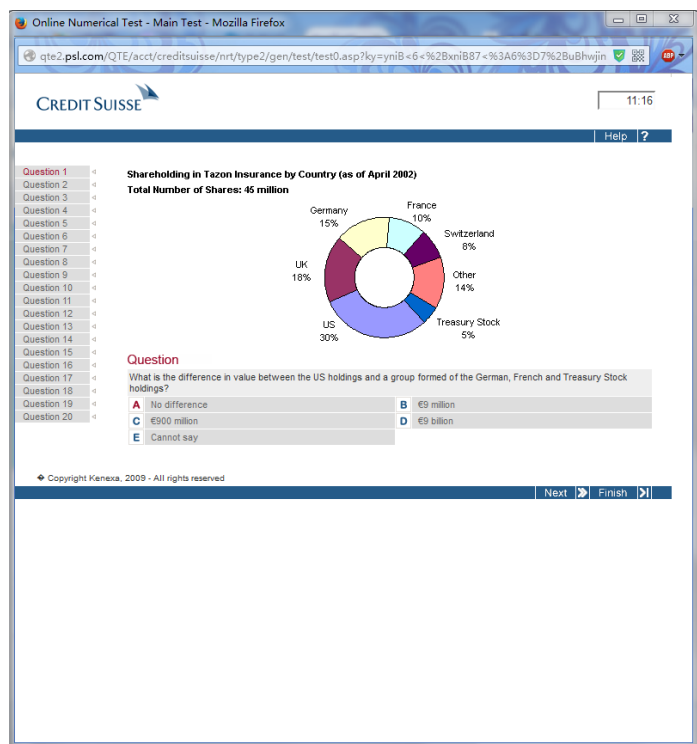 Online Numerical Test - Main Test - Mozilla Firefox
qte2.psl.com/QTE/acct/creditsuisse/nrt/type2/gen/test/test0.asp?ky=yniB<6<%2BxniB87<%3A6%3D7%2BuBhwjin
ABP
CREDIT SUISSE
11:16
Help ?
Question 1
Question 2
Question 3
Question 4
Question 5
Question 6
Question 7
Question 8
Question 9
Question 10
Question 11
Question 12
Question 13
Question 14
Question 15
Question 16
Question 17
Question 18
Question 19
Question 20
Shareholding in Tazon Insurance by Country (as of April 2002)
Total Number of Shares: 45 million
Germany
15%
France
10%
Switzerland
8%
UK
18%
Other
14%
US
30%
Treasury Stock
5%
Question
What is the difference in value between the US holdings and a group formed of the German, French and Treasury Stock
holdings?
A No difference
B €9 million
C €900 million
D €9 billion
E Cannot say
� Copyright Kenexa, 2009 - All rights reserved
Next Finish